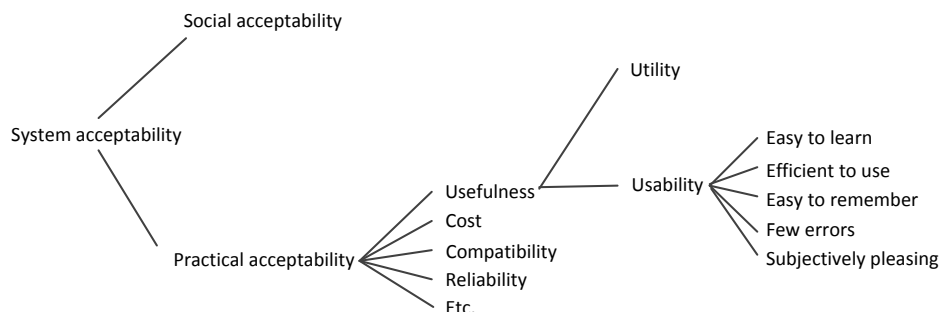 Social acceptability
Utility
System acceptability
Easy to learn
Efficient to use
Usefulness
Usability
Easy to remember
Cost
Few errors
Practical acceptability
Compatibility
Subjectively pleasing
Reliability
Etc.